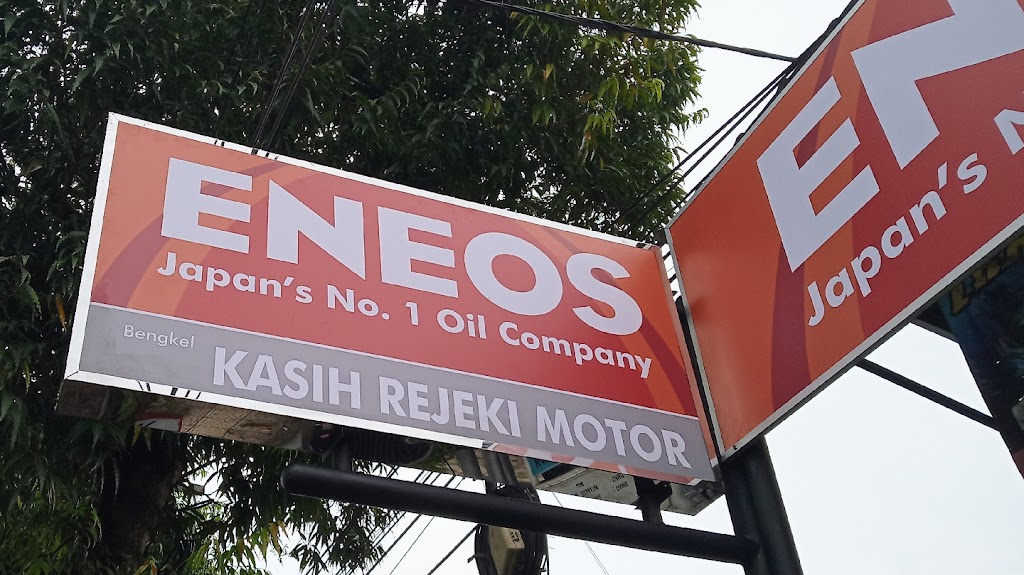 ENEOS
Japan's No. 1 Oil Company
Bengkel
KASIH REJEKI MOTOR
EN
Japan's N